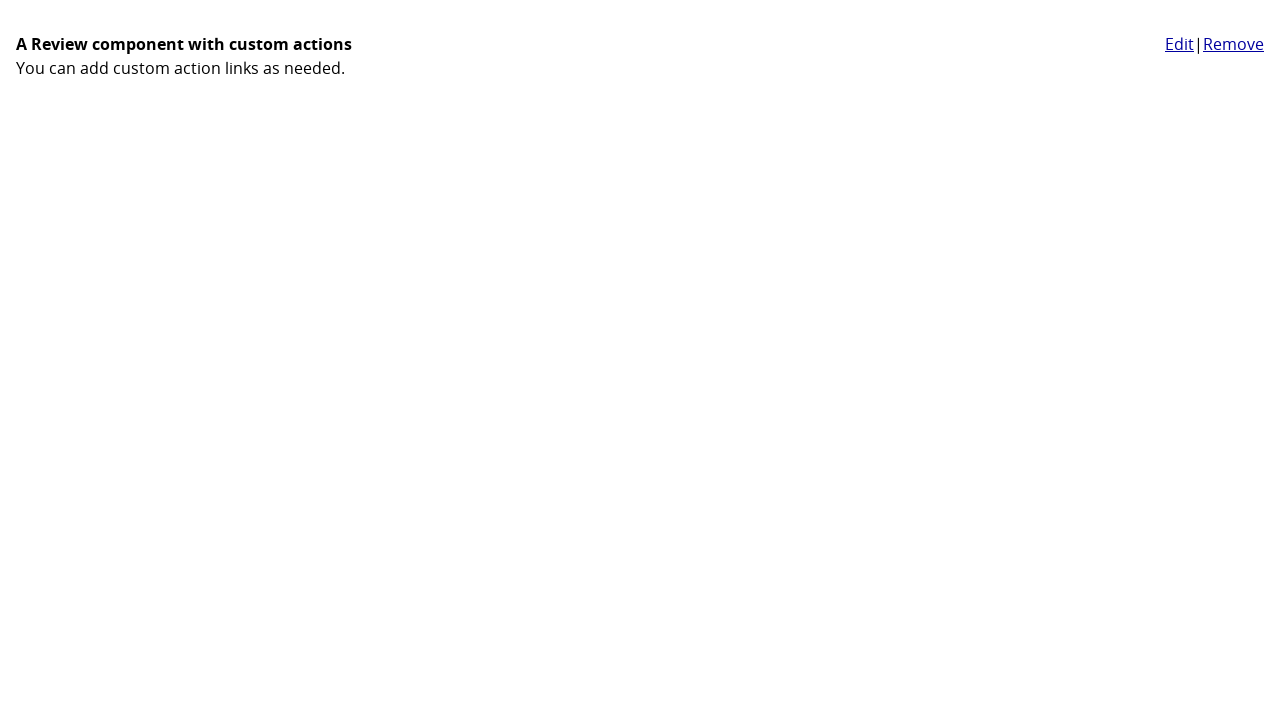 A Review component with custom actions
Edit|Remove
You can add custom action links as needed.